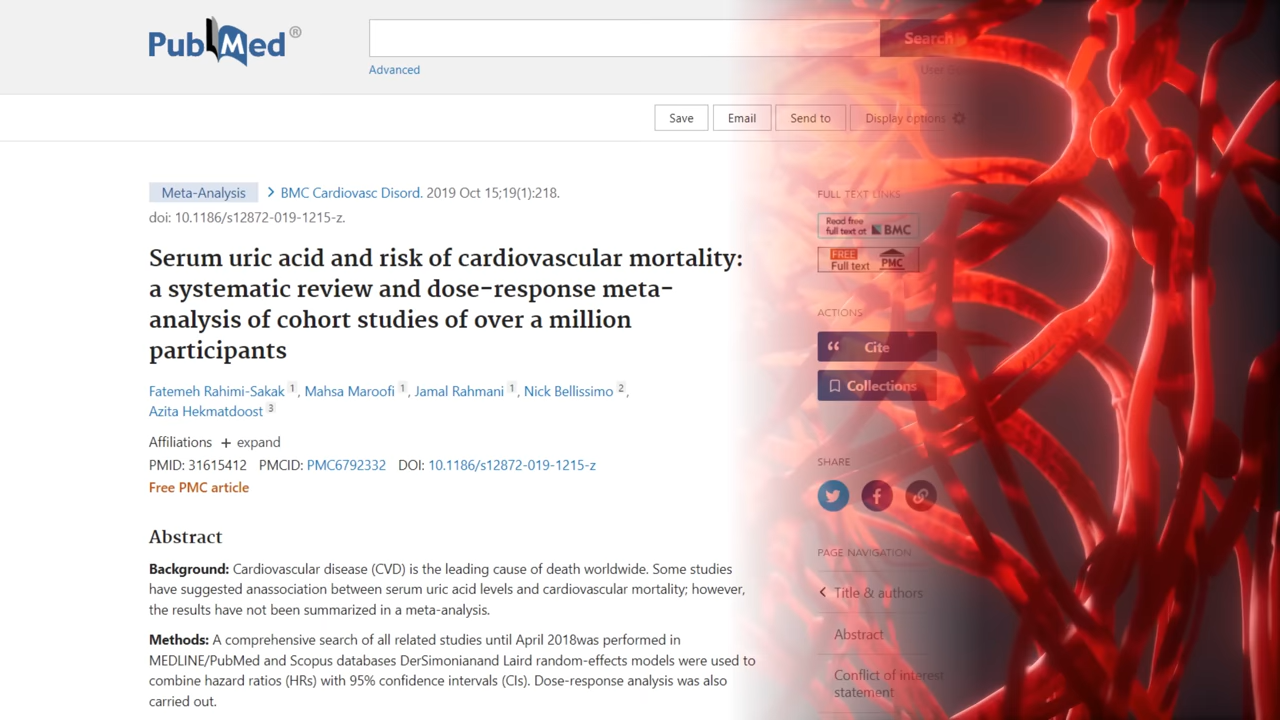 PubMed®
Search
Advanced
Save
Email
Send to
Display options
Meta-Analysis
BMC Cardiovasc Disord. 2019 Oct 15;19(1):218.
doi: 10.1186/s12872-019-1215-z.
Serum uric acid and risk of cardiovascular mortality:
a systematic review and dose-response meta-
analysis of cohort studies of over a million
participants
Fatemeh Rahimi-Sakak 1, Mahsa Maroofi 1, Jamal Rahmani 1, Nick Bellissimo 2,
Azita Hekmatdoost 3
Affiliations + expand
PMID: 31615412 PMCID: PMC6792332 DOI: 10.1186/s12872-019-1215-z
Free PMC article
Abstract
Background: Cardiovascular disease (CVD) is the leading cause of death worldwide. Some studies
have suggested anassociation between serum uric acid levels and cardiovascular mortality; however,
the results have not been summarized in a meta-analysis.
Methods: A comprehensive search of all related studies until April 2018was performed in
MEDLINE/PubMed and Scopus databases DerSimonianand Laird random-effects models were used to
combine hazard ratios (HRs) with 95% confidence intervals (CIs). Dose-response analysis was also
carried out.
FULL TEXT LINKS
Read free
full text at BMC
FREE
Full text PMC
ACTIONS
Cite
Collections
SHARE
PAGE NAVIGATION
Title & authors
Abstract
Conflict of interest
statement